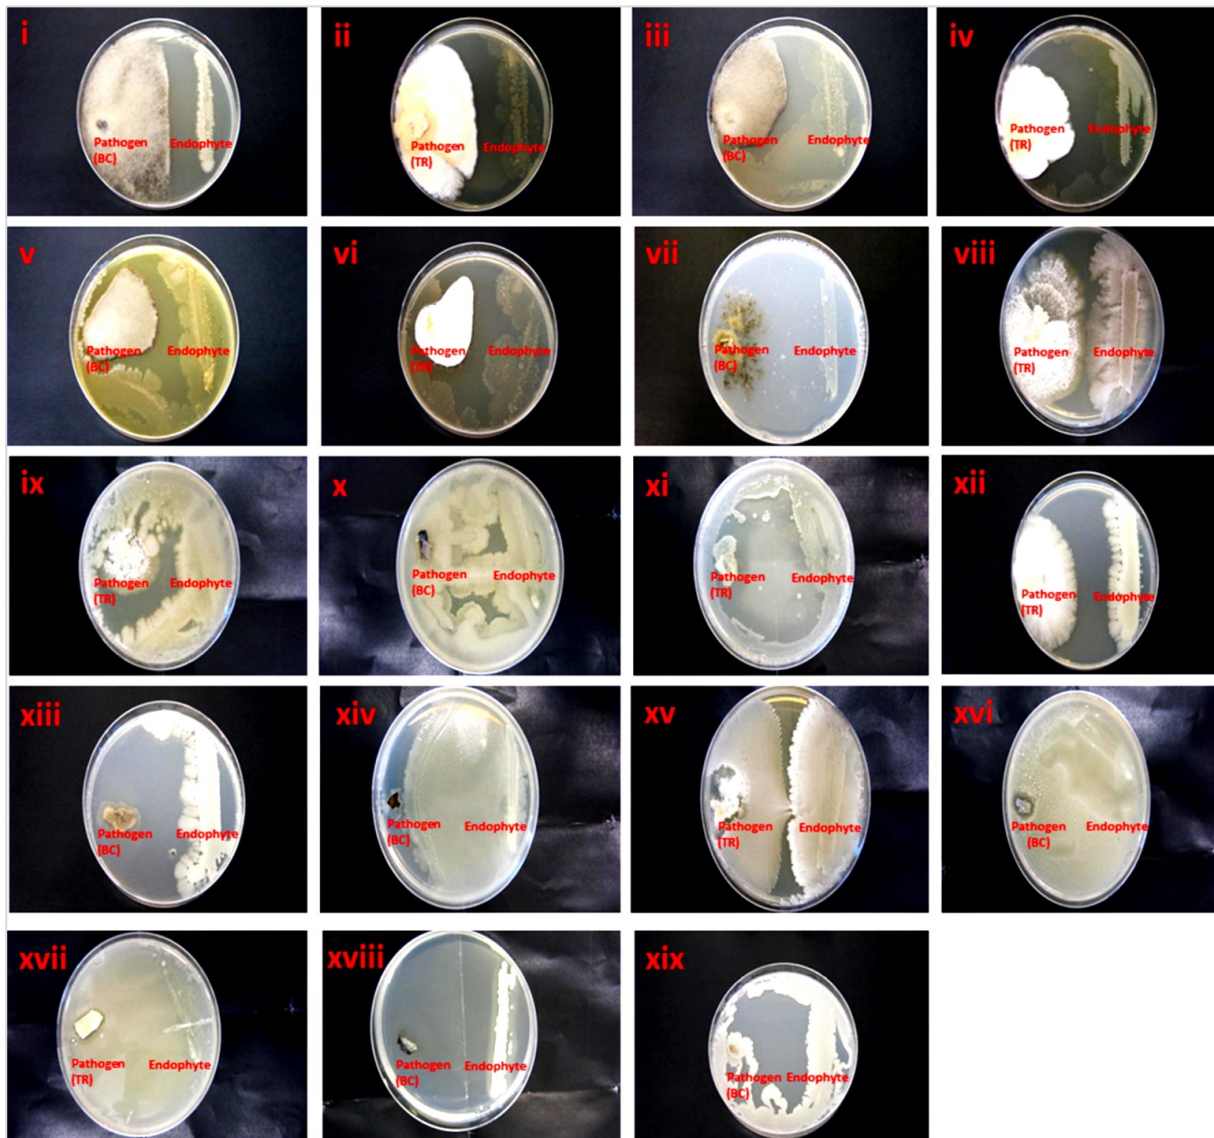 i
Pathogen Endophyte
(BC)
ii
Pathogen Endophyte
(TR)
iii
Pathogen Endophyte
(BC)
iv
Pathogen Endophyte
(TR)
v
Pathogen Endophyte
(BC)
vi
Pathogen Endophyte
(TR)
vii
Pathogen Endophyte
(BC)
viii
Pathogen Endophyte
(TR)
ix
Pathogen Endophyte
(TR)
x
Pathogen Endophyte
(BC)
xi
Pathogen Endophyte
(TR)
xii
Pathogen Endophyte
(TR)
xiii
Pathogen Endophyte
(BC)
xiv
Pathogen Endophyte
(BC)
xv
Pathogen Endophyte
(TR)
xvi
Pathogen Endophyte
(BC)
xvii
Pathogen Endophyte
(TR)
xviii
Pathogen Endophyte
(BC)
xix
Pathogen Endophyte
(BC)